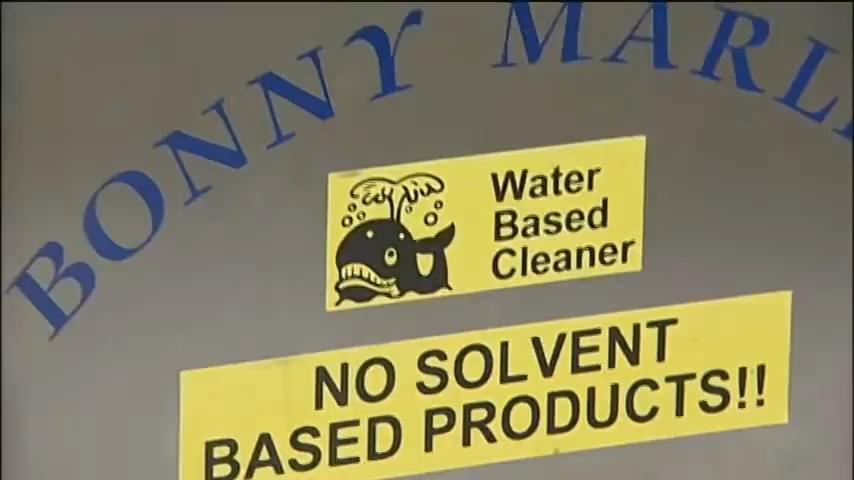 BONNY MARL
Water
Based
Cleaner
NO SOLVENT
BASED PRODUCTS!!